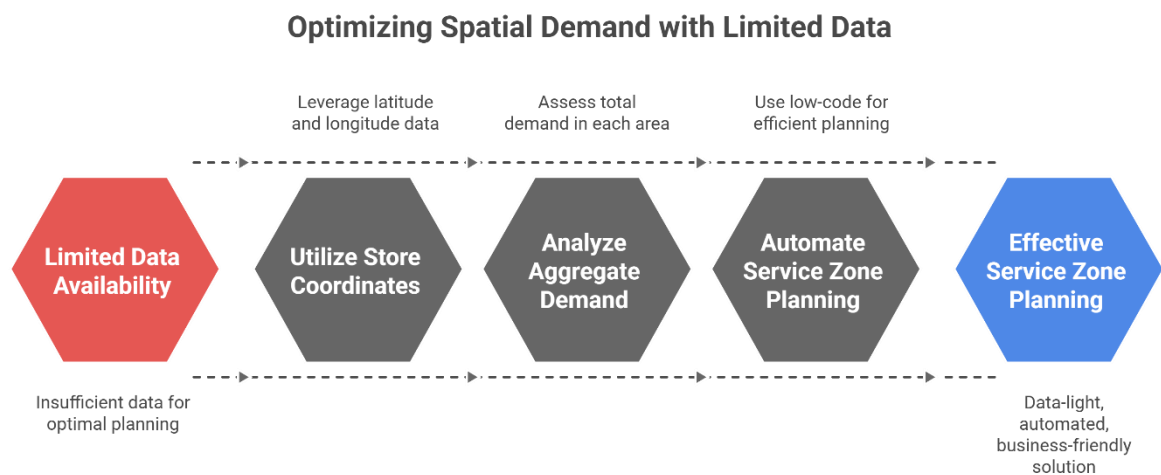 Optimizing Spatial Demand with Limited Data
Leverage latitude
and longitude data
Assess total
demand in each area
Use low-code for
efficient planning
Limited Data
Availability
Utilize Store
Coordinates
Analyze
Aggregate
Demand
Automate
Service Zone
Planning
Effective
Service Zone
Planning
Insufficient data for
optimal planning
Data-light,
automated,
business-friendly
solution